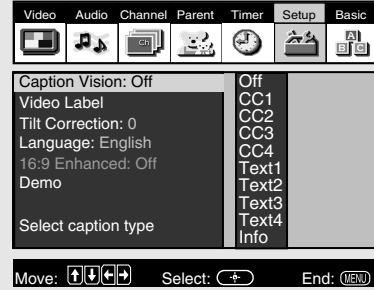 Video Audio Channel Parent Timer Setup Basic
Ch
A
B C
Caption Vision: Off
Video Label
Tilt Correction: 0
Language: English
16:9 Enhanced: Off
Demo
Select caption type
Off
CC1
CC2
CC3
CC4
Text1
Text2
Text3
Text4
Info
Move: Select: End: MENU